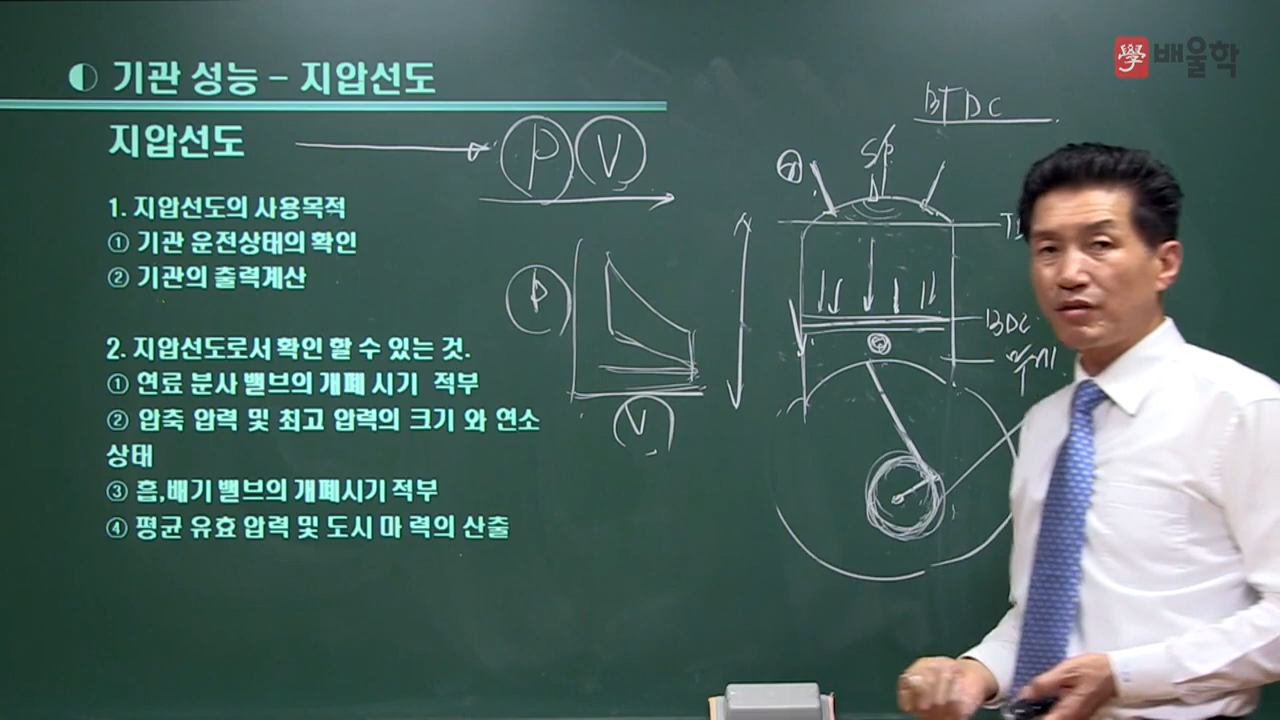 學 배울학
기관 성능 – 지압선도
지압선도
1. 지압선도의 사용목적
① 기관 운전상태의 확인
② 기관의 출력계산
2. 지압선도로서 확인 할 수 있는 것.
① 연료 분사 밸브의 개폐 시기 적부
② 압축 압력 및 최고 압력의 크기 와 연소
상태
③ 흡,배기 밸브의 개폐시기 적부
④ 평균 유효 압력 및 도시 마 력의 산출
P V
P
V
BTDC
SP
BDC